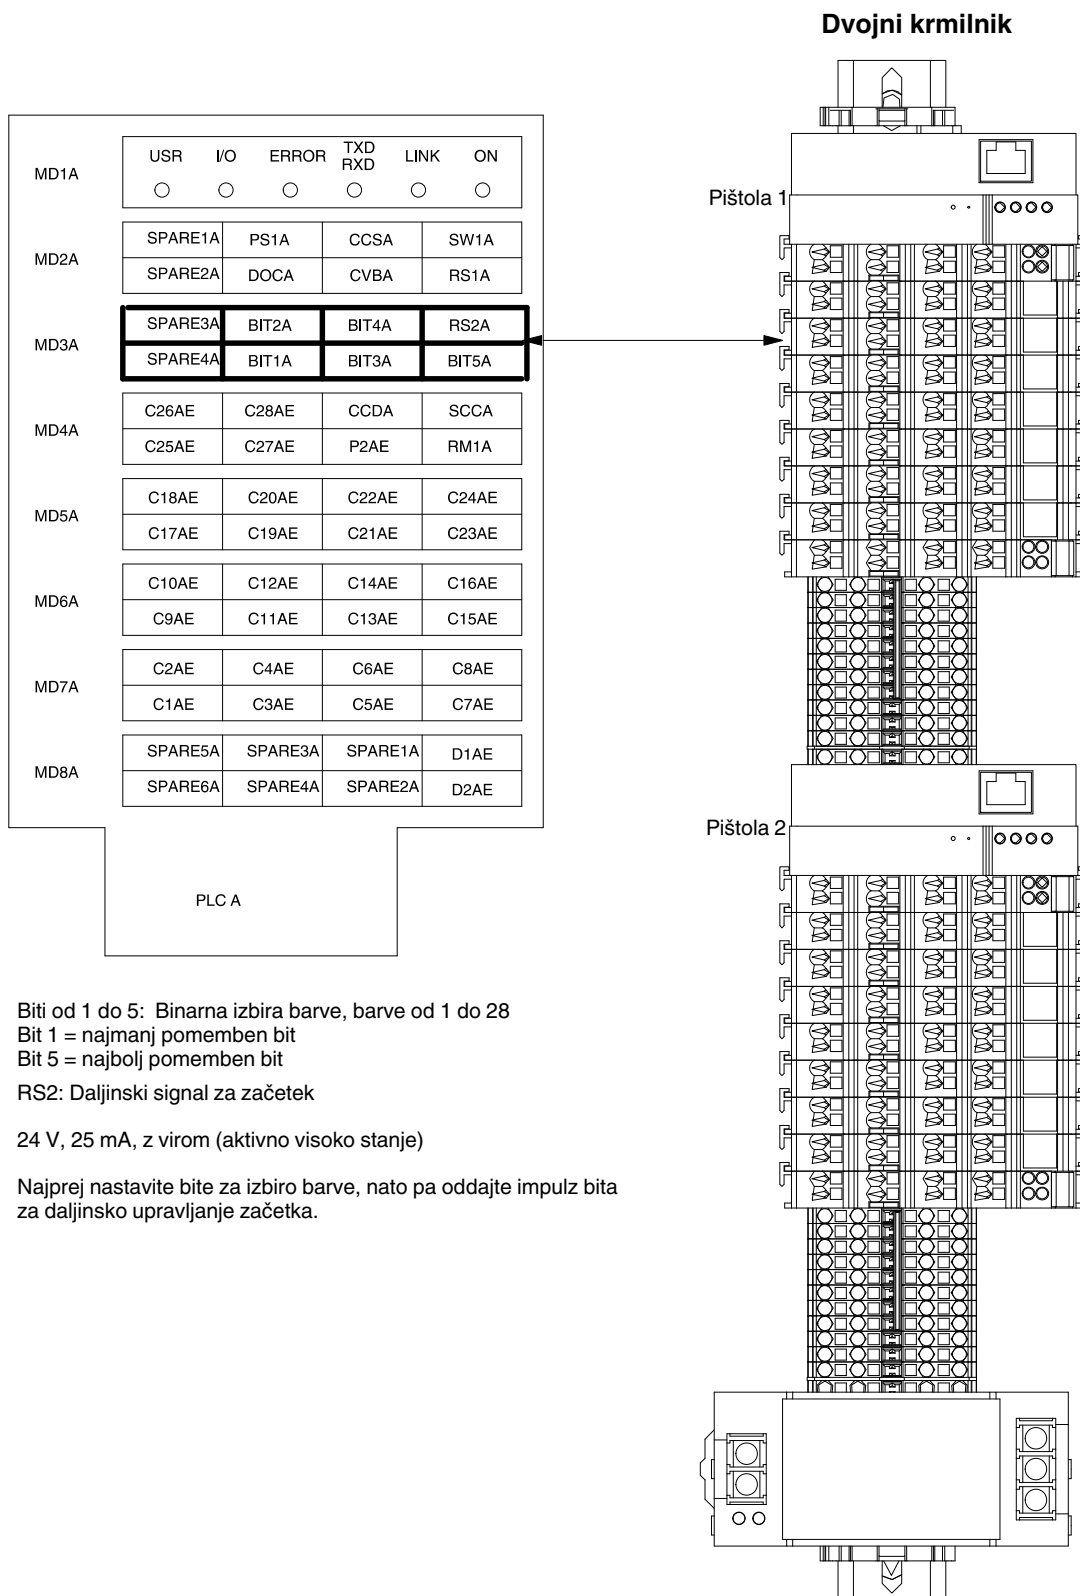 Dvojni krmilnik
MD1A
USR I/O ERROR TXD RXD LINK ON
MD2A
SPARE1A PS1A CCSA SW1A
SPARE2A DOCA CVBA RS1A
MD3A
SPARE3A BIT2A BIT4A RS2A
SPARE4A BIT1A BIT3A BIT5A
MD4A
C26AE C28AE CCDA SCCA
C25AE C27AE P2AE RM1A
MD5A
C18AE C20AE C22AE C24AE
C17AE C19AE C21AE C23AE
MD6A
C10AE C12AE C14AE C16AE
C9AE C11AE C13AE C15AE
MD7A
C2AE C4AE C6AE C8AE
C1AE C3AE C5AE C7AE
MD8A
SPARE5A SPARE3A SPARE1A D1AE
SPARE6A SPARE4A SPARE2A D2AE
PLC A
Pištola 1
Pištola 2
Biti od 1 do 5: Binarna izbira barve, barve od 1 do 28
Bit 1 = najmanj pomemben bit
Bit 5 = najbolj pomemben bit
RS2: Daljinski signal za začetek
24 V, 25 mA, z virom (aktivno visoko stanje)
Najprej nastavite bite za izbiro barve, nato pa oddajte impulz bita
za daljinsko upravljanje začetka.